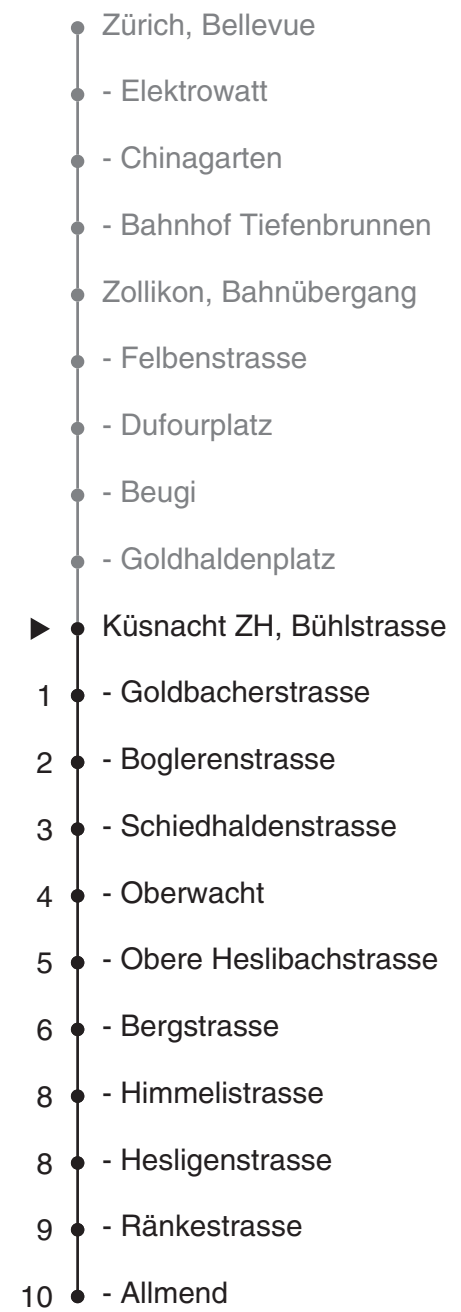 Zürich, Bellevue
- Elektrowatt
- Chinagarten
- Bahnhof Tiefenbrunnen
Zollikon, Bahnübergang
- Felbenstrasse
- Dufourplatz
- Beugi
- Goldhaldenplatz
Küsnacht ZH, Bühlstrasse
1 - Goldbacherstrasse
2 - Boglerenstrasse
3 - Schiedhaldenstrasse
4 - Oberwacht
5 - Obere Heslibachstrasse
6 - Bergstrasse
8 - Himmelistrasse
8 - Hesligenstrasse
9 - Ränkestrasse
10 - Allmend